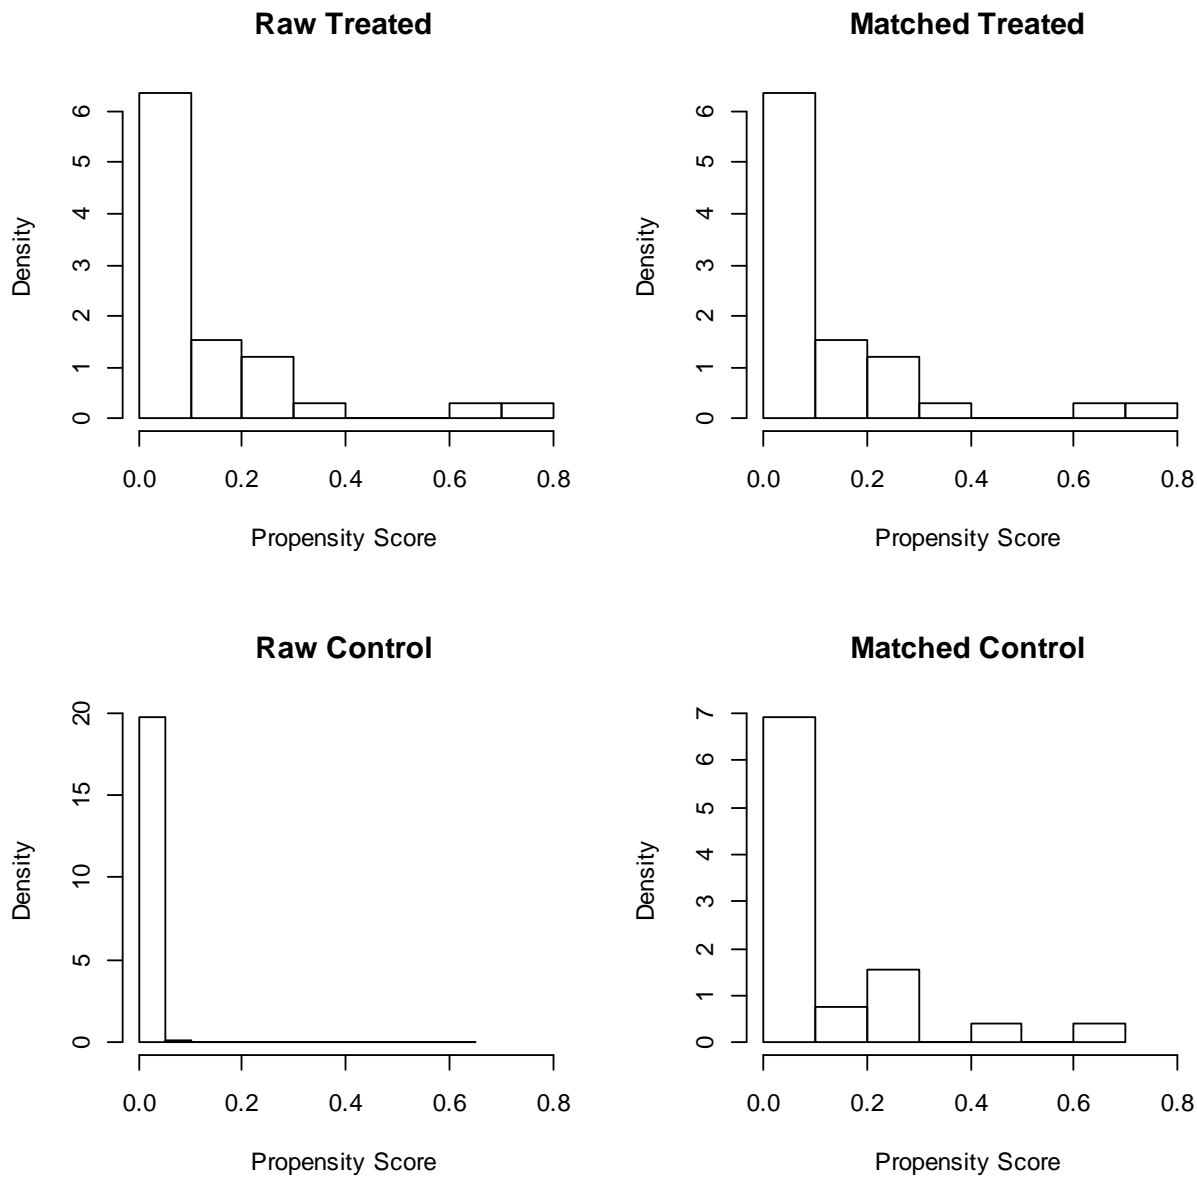 Raw Treated
Density
0 1 2 3 4 5 6
0.0 0.2 0.4 0.6 0.8
Propensity Score
Matched Treated
Density
0 1 2 3 4 5 6
0.0 0.2 0.4 0.6 0.8
Propensity Score
Raw Control
Density
0 5 10 15 20
0.0 0.2 0.4 0.6 0.8
Propensity Score
Matched Control
Density
0 1 2 3 4 5 6 7
0.0 0.2 0.4 0.6 0.8
Propensity Score